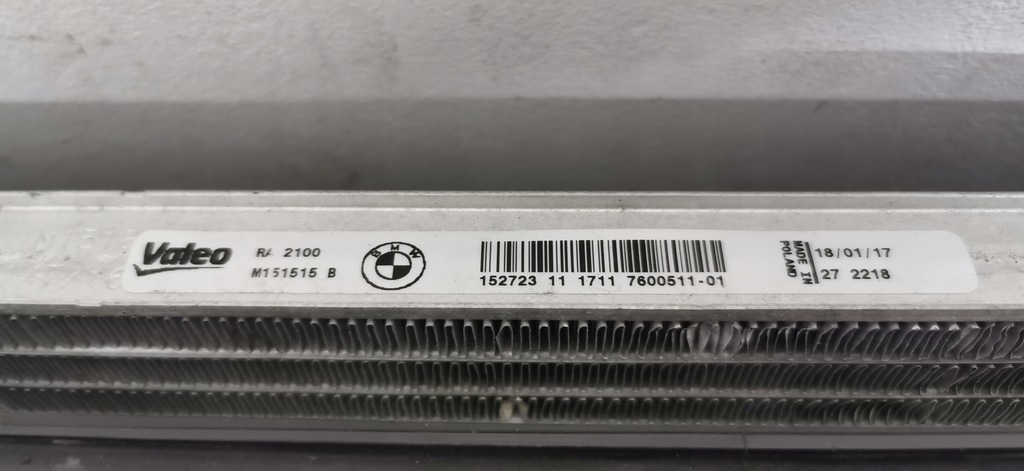 Valeo
RA 2100
M151515 B
BMW
152723 11 1711 7600511-01
MADE IN
POLAND
18/01/17
27 2218